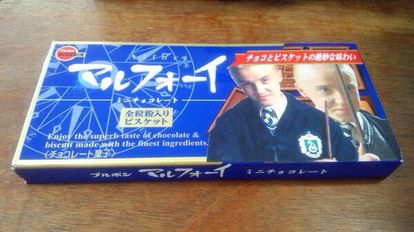 マルフォーイ
ミニチョコレート
全粒粉入り
ビスケット
Enjoy the superb taste of chocolate &
biscuit made with the finest ingredients.
〈チョコレート菓子〉
チョコとビスケットの絶妙な味わい
ブルボン マルフォーイ ミニチョコレート